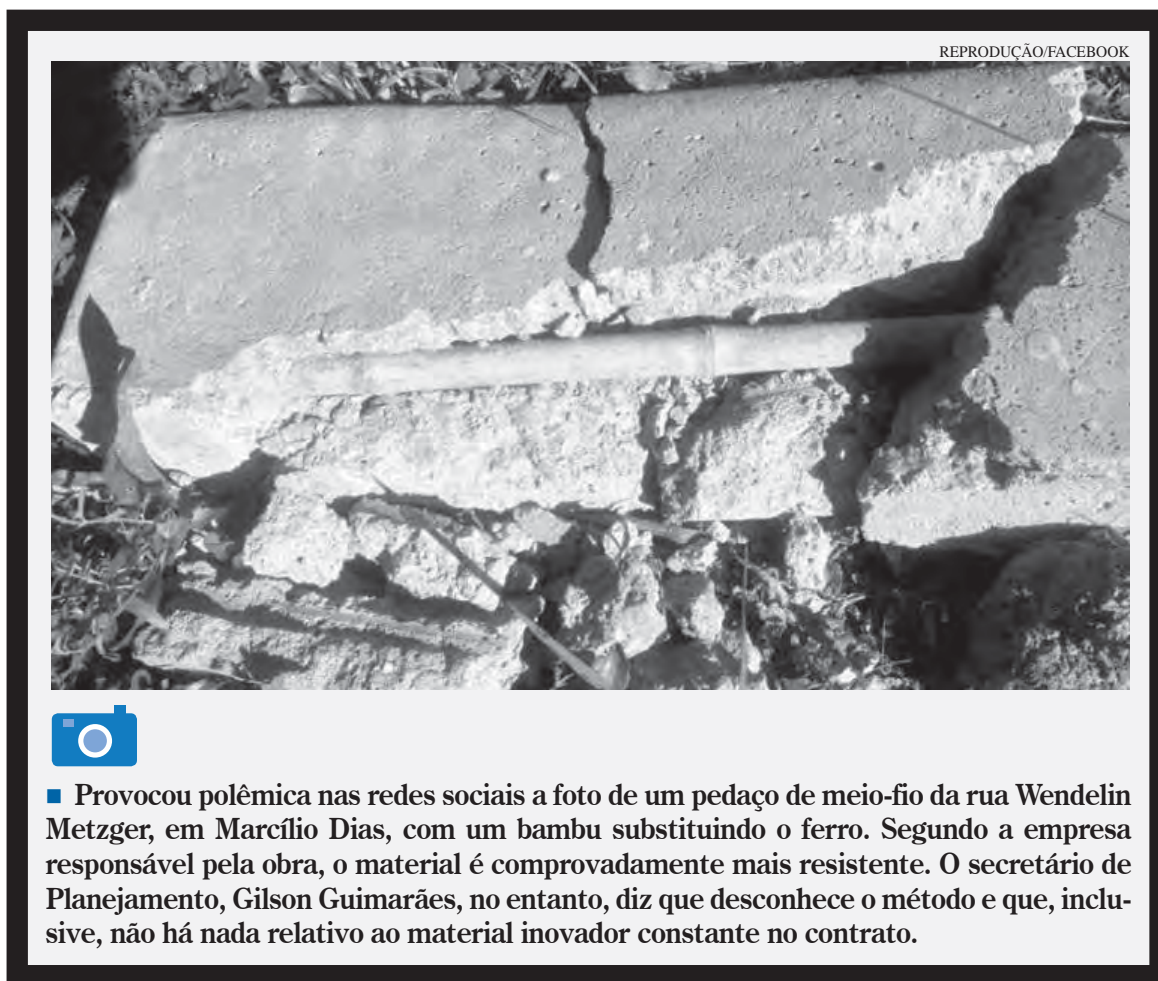 REPRODUÇÃO/FACEBOOK
■ Provocou polêmica nas redes sociais a foto de um pedaço de meio-fio da rua Wendelin
Metzger, em Marcílio Dias, com um bambu substituindo o ferro. Segundo a empresa
responsável pela obra, o material é comprovadamente mais resistente. O secretário de
Planejamento, Gilson Guimarães, no entanto, diz que desconhece o método e que, inclu-
sive, não há nada relativo ao material inovador constante no contrato.